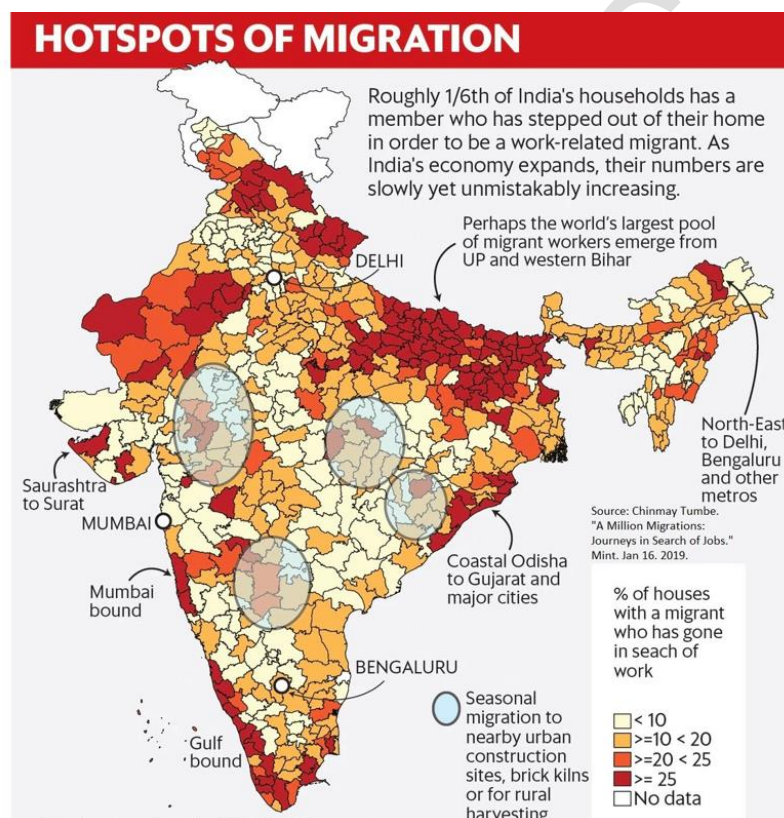 HOTSPOTS OF MIGRATION
Roughly 1/6th of India's households has a
member who has stepped out of their home
in order to be a work-related migrant. As
India's economy expands, their numbers are
slowly yet unmistakably increasing.
Perhaps the world's largest pool
of migrant workers emerge from
UP and western Bihar
DELHI
North-East
to Delhi,
Bengaluru
and other
metros
Saurashtra
to Surat
MUMBAI
Source: Chinmay Tumbe.
"A Million Migrations:
Journeys in Search of Jobs."
Mint. Jan 16. 2019.
Coastal Odisha
to Gujarat and
major cities
Mumbai
bound
% of houses
with a migrant
who has gone
in seach of
work
< 10
>=10 < 20
>=20 < 25
>= 25
No data
BENGALURU
Gulf
bound
Seasonal
migration to
nearby urban
construction
sites, brick kilns
or for rural
harvesting